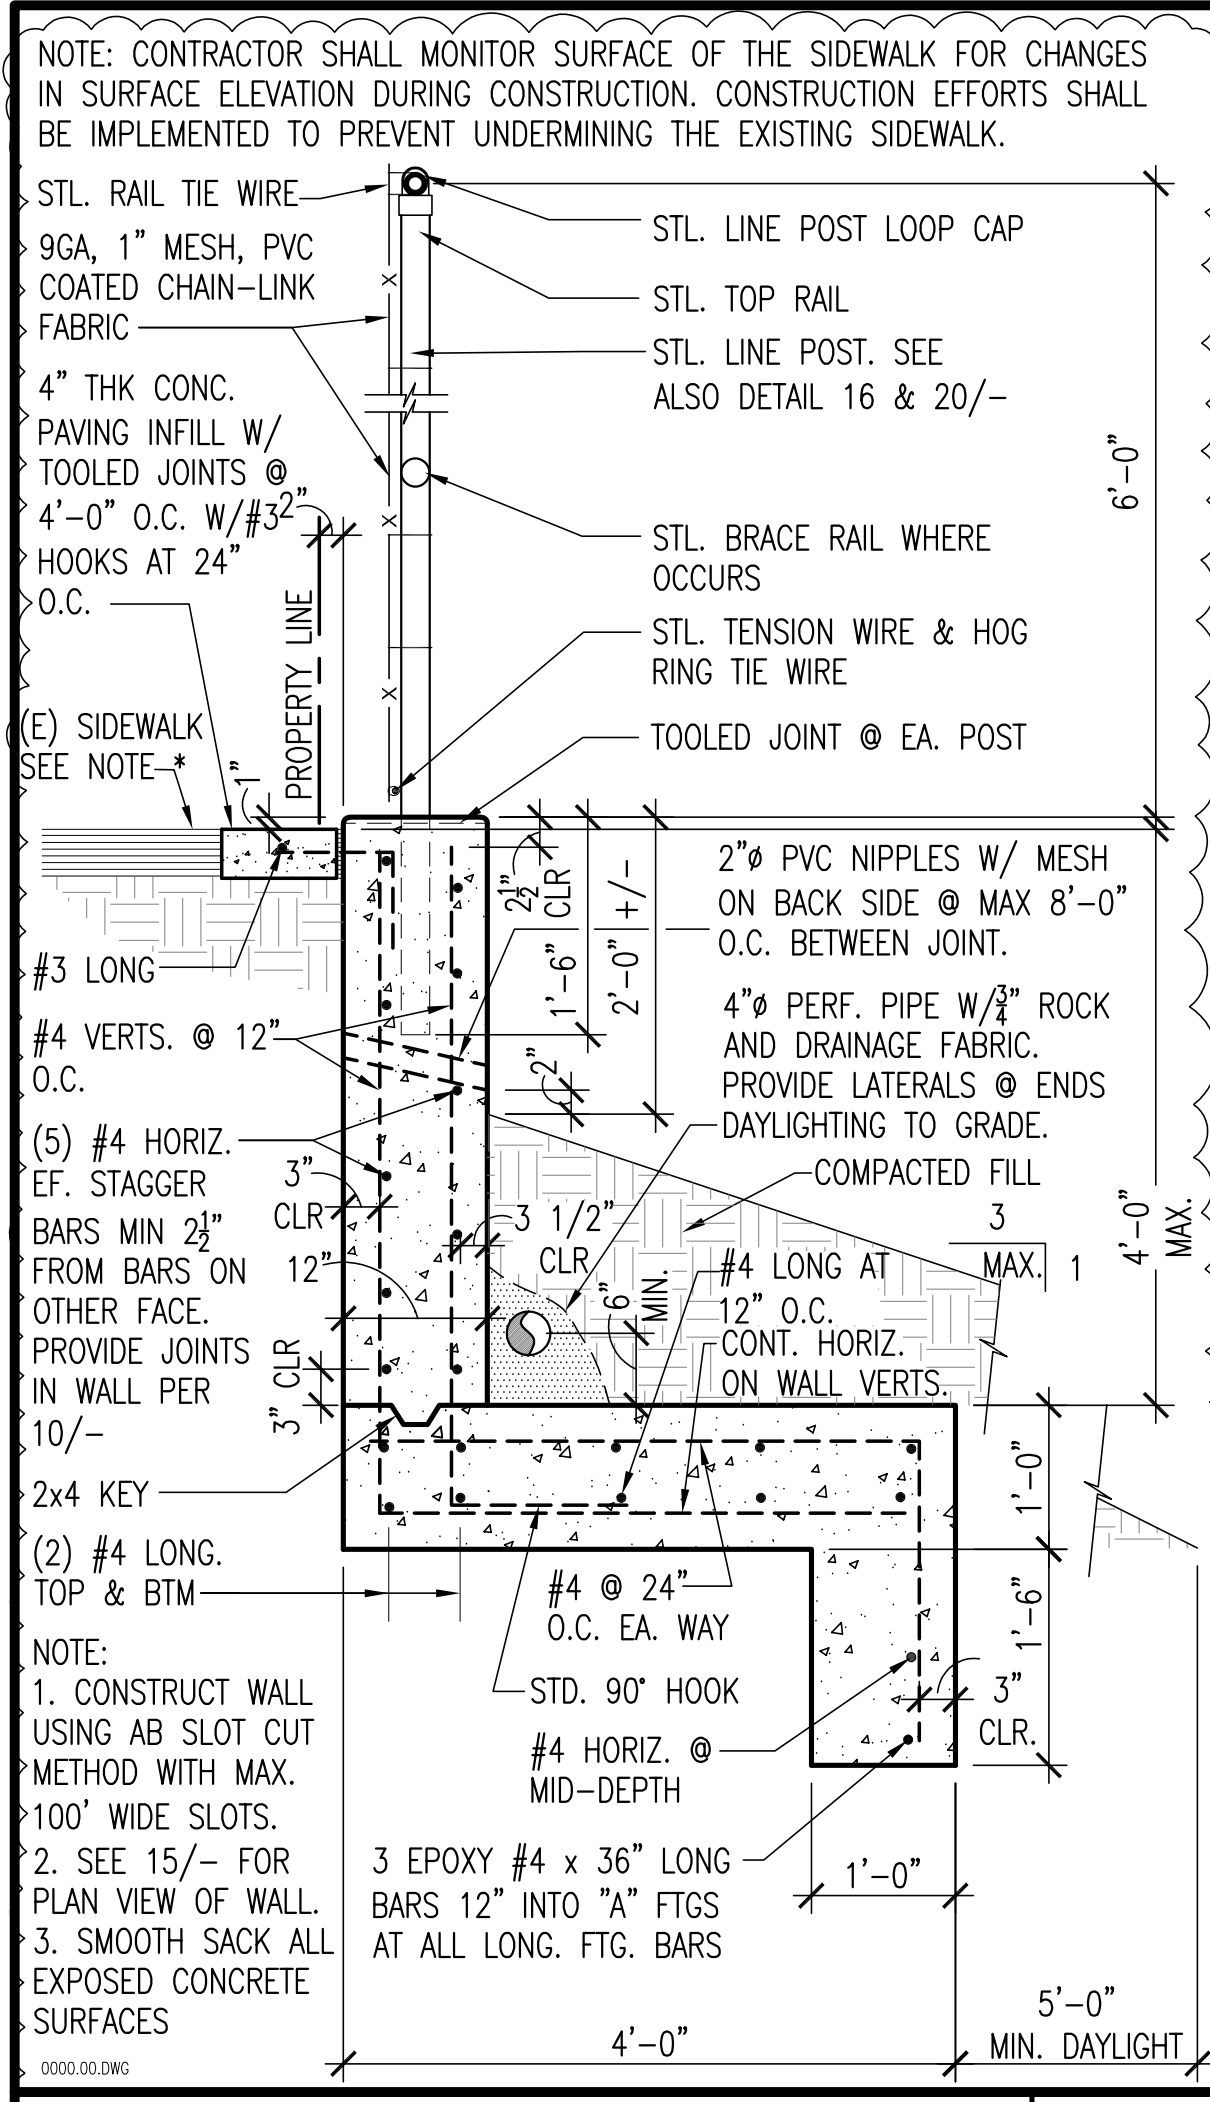 NOTE: CONTRACTOR SHALL MONITOR SURFACE OF THE SIDEWALK FOR CHANGES
IN SURFACE ELEVATION DURING CONSTRUCTION. CONSTRUCTION EFFORTS SHALL
BE IMPLEMENTED TO PREVENT UNDERMINING THE EXISTING SIDEWALK.
STL. RAIL TIE WIRE
9GA, 1” MESH, PVC
COATED CHAIN-LINK
FABRIC
4” THK CONC.
PAVING INFILL W/
TOOLED JOINTS @
4'-0” O.C. W/#3
HOOKS AT 24”
O.C.
2”
PROPERTY LINE
(E) SIDEWALK
SEE NOTE *
1”
#3 LONG
#4 VERTS. @ 12”
O.C.
(5) #4 HORIZ.
EF. STAGGER
BARS MIN 2½”
FROM BARS ON
OTHER FACE.
PROVIDE JOINTS
IN WALL PER
10/-
2x4 KEY
(2) #4 LONG.
TOP & BTM
NOTE:
1. CONSTRUCT WALL
USING AB SLOT CUT
METHOD WITH MAX.
100' WIDE SLOTS.
2. SEE 15/- FOR
PLAN VIEW OF WALL.
3. SMOOTH SACK ALL
EXPOSED CONCRETE
SURFACES
0000.00.DWG
X
X
X
STL. LINE POST LOOP CAP
STL. TOP RAIL
STL. LINE POST. SEE
ALSO DETAIL 16 & 20/-
STL. BRACE RAIL WHERE
OCCURS
STL. TENSION WIRE & HOG
RING TIE WIRE
TOOLED JOINT @ EA. POST
6'-0”
2½”
CLR
1'-6”
2'-0” +/-
2”
2”ø PVC NIPPLES W/ MESH
ON BACK SIDE @ MAX 8'-0”
O.C. BETWEEN JOINT.
4”ø PERF. PIPE W/¾” ROCK
AND DRAINAGE FABRIC.
PROVIDE LATERALS @ ENDS
DAYLIGHTING TO GRADE.
COMPACTED FILL
3
MAX.
1
4'-0”
MAX.
3”
CLR
3 1/2”
CLR
12”
3” CLR
6”
MIN.
#4 LONG AT
12” O.C.
CONT. HORIZ.
ON WALL VERTS.
1'-0”
1'-6”
#4 @ 24”
O.C. EA. WAY
STD. 90° HOOK
#4 HORIZ. @
MID-DEPTH
3”
CLR.
3 EPOXY #4 x 36” LONG
BARS 12” INTO ”A” FTGS
AT ALL LONG. FTG. BARS
1'-0”
4'-0”
5'-0”
MIN. DAYLIGHT